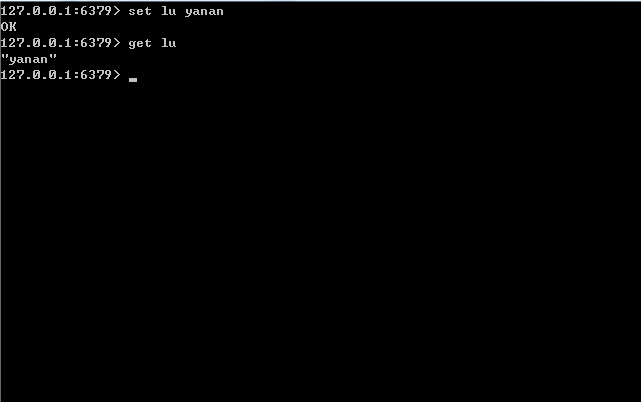 127.0.0.1:6379> set lu yanan
OK
127.0.0.1:6379> get lu
"yanan"
127.0.0.1:6379>